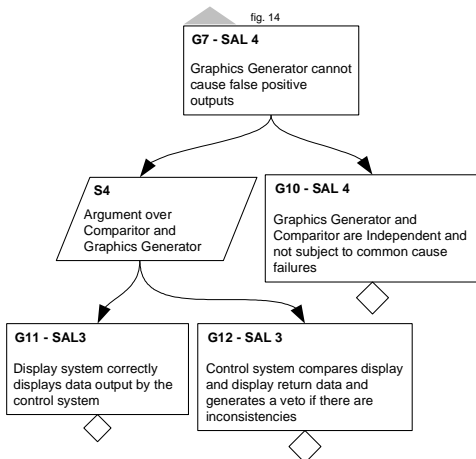 fig. 14
G7 - SAL 4
Graphics Generator cannot
cause false positive
outputs
S4
Argument over
Comparitor and
Graphics Generator
G10 - SAL 4
Graphics Generator and
Comparitor are Independent and
not subject to common cause
failures
G11 - SAL3
Display system correctly
displays data output by the
control system
G12 - SAL 3
Control system compares display
and display return data and
generates a veto if there are
inconsistencies